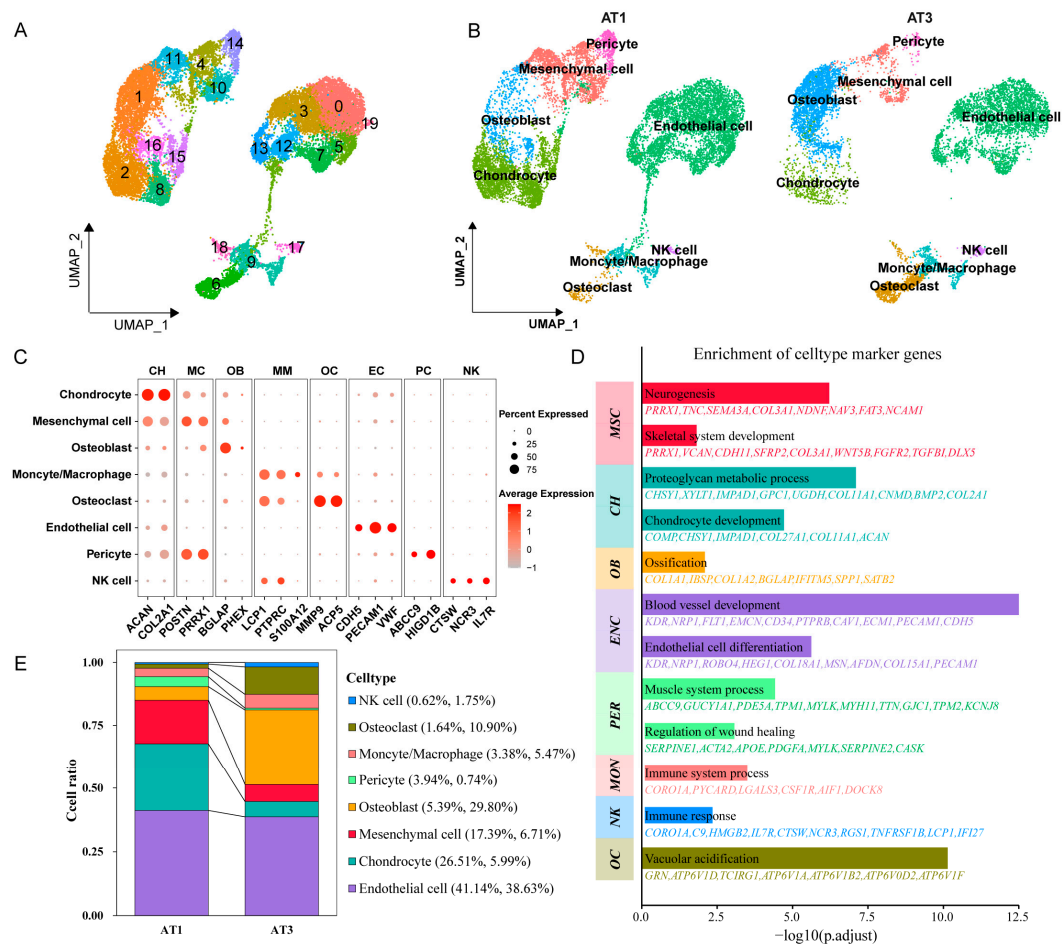 A
14
11
4
10
1
16
15
2
8
0
3
19
13
12
7
5
18
17
9
6
UMAP_2
UMAP_1
B
AT1
AT3
Pericyte
Mesenchymal cell
Osteoblast
Endothelial cell
Chondrocyte
NK cell
Moncyte/Macrophage
Osteoclast
Pericyte
Mesenchymal cell
Osteoblast
Endothelial cell
Chondrocyte
NK cell
Moncyte/Macrophage
Osteoclast
UMAP_2
UMAP_1
C
CH MC OB MM OC EC PC NK
Chondrocyte
Mesenchymal cell
Osteoblast
Moncyte/Macrophage
Osteoclast
Endothelial cell
Pericyte
NK cell
ACAN
COL2A1
POSTN
PRRX1
BGLAP
PHEX
LCP1
PTPRC
S100A12
MMP9
ACP5
CDH5
PECAM1
VWF
ABCC9
HIGD1B
CTSW
NCR3
IL7R
Percent Expressed
0
25
50
75
Average Expression
2
1
0
−1
D
Enrichment of celltype marker genes
MSC
Neurogenesis
PRRX1,TNC,SEMA3A,COL3A1,NDNF,NAV3,FAT3,NCAM1
Skeletal system development
PRRX1,VCAN,CDH11,SFRP2,COL3A1,WNT5B,FGFR2,TGFBI,DLX5
CH
Proteoglycan metabolic process
CHSY1,XYLT1,IMPAD1,GPC1,UGDH,COL11A1,CNMD,BMP2,COL2A1
Chondrocyte development
COMP,CHSY1,IMPAD1,COL27A1,COL11A1,ACAN
OB
Ossification
COL1A1,IBSP,COL1A2,BGLAP,IFITM5,SPP1,SATB2
ENC
Blood vessel development
KDR,NRP1,FLT1,EMCN,CD34,PTPRB,CAV1,ECM1,PECAM1,CDH5
Endothelial cell differentiation
KDR,NRP1,ROBO4,HEG1,COL18A1,MSN,AFDN,COL15A1,PECAM1
PER
Muscle system process
ABCC9,GUCY1A1,PDE5A,TPM1,MYLK,MYH11,TTN,GJC1,TPM2,KCNJ8
Regulation of wound healing
SERPINE1,ACTA2,APOE,PDGFA,MYLK,SERPINE2,CASK
MON
Immune system process
CORO1A,PYCARD,LGALS3,CSF1R,AIF1,DOCK8
NK
Immune response
CORO1A,C9,HMGB2,IL7R,CTSW,NCR3,RGS1,TNFRSF1B,LCP1,IFI27
OC
Vacuolar acidification
GRN,ATP6V1D,TCIRG1,ATP6V1A,ATP6V1B2,ATP6V0D2,ATP6V1F
0.0 2.5 5.0 7.5 10.0 12.5
−log10(p.adjust)
E
Ccell ratio
1.00
0.75
0.50
0.25
0.00
AT1 AT3
Celltype
NK cell (0.62%, 1.75%)
Osteoclast (1.64%, 10.90%)
Moncyte/Macrophage (3.38%, 5.47%)
Pericyte (3.94%, 0.74%)
Osteoblast (5.39%, 29.80%)
Mesenchymal cell (17.39%, 6.71%)
Chondrocyte (26.51%, 5.99%)
Endothelial cell (41.14%, 38.63%)